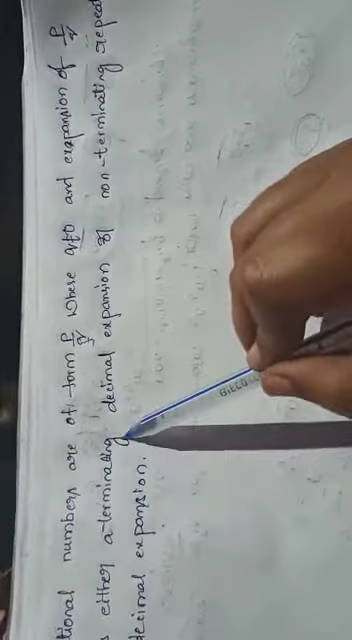 tional numbers are of form p/q where q≠0 and expansion of p/q
s either a terminating decimal expansion or non-terminating repeat
decimal expansion.